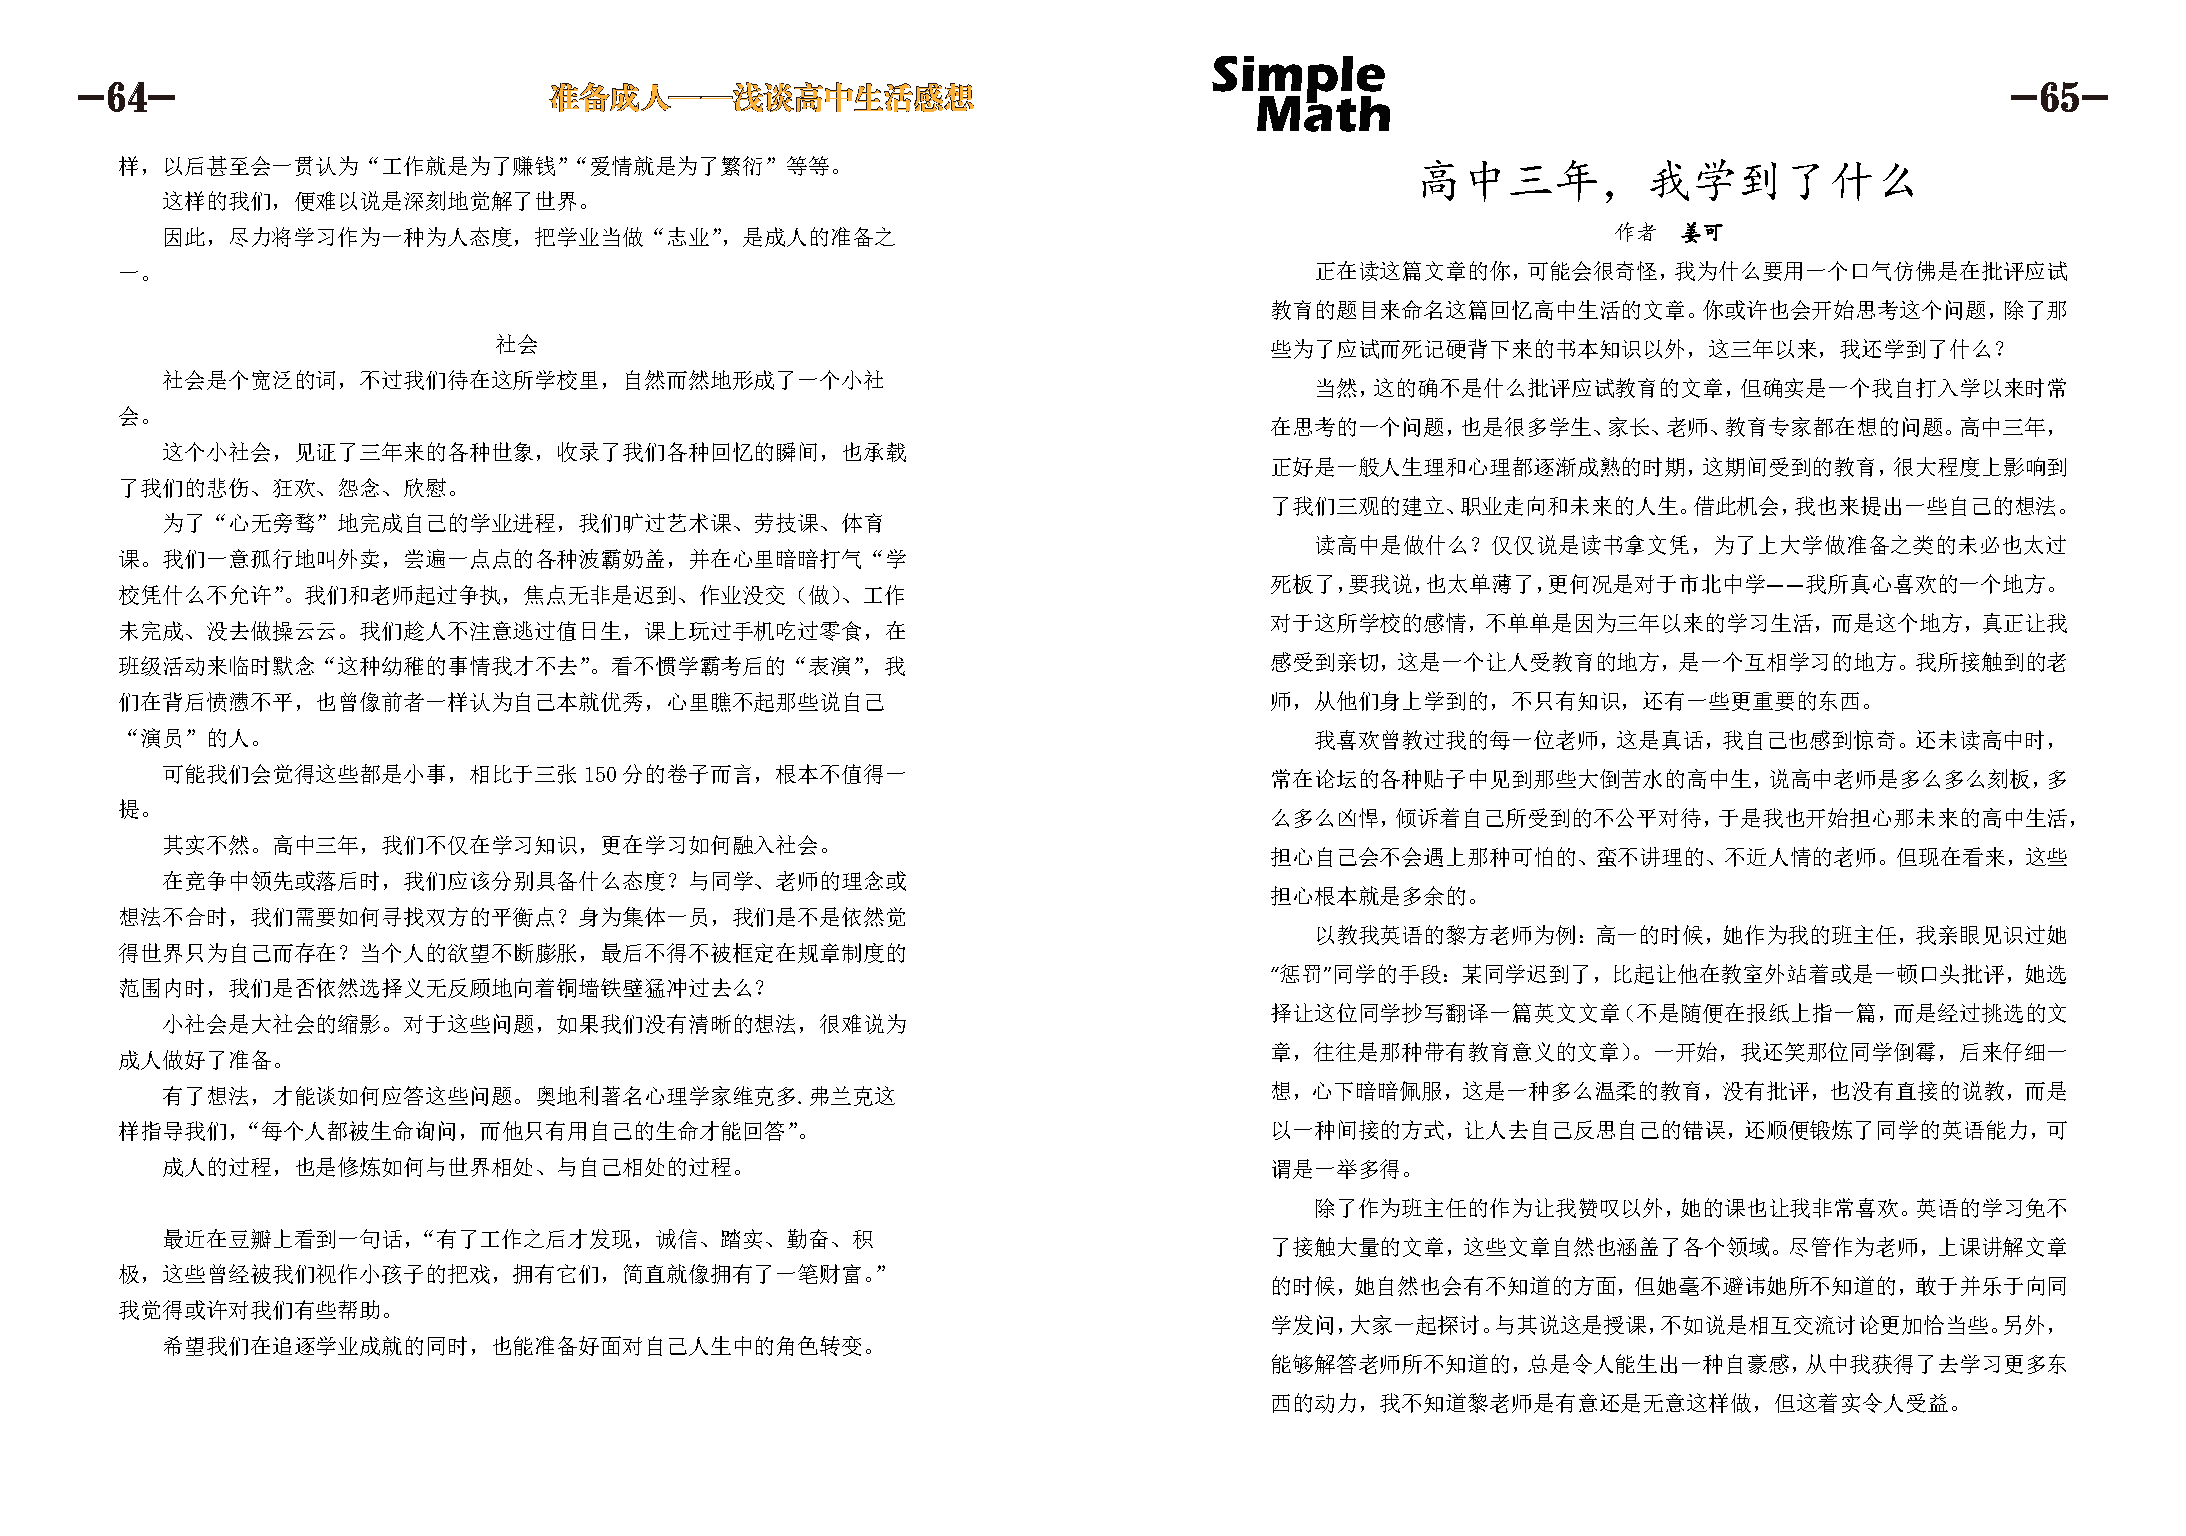 —64—
准备成人——浅谈高中生活感想
样，以后甚至会一贯认为“工作就是为了赚钱”“爱情就是为了繁衍”等等。
这样的我们，便难以说是深刻地觉解了世界。
因此，尽力将学习作为一种为人态度，把学业当做“志业”，是成人的准备之
一。
社会
社会是个宽泛的词，不过我们待在这所学校里，自然而然地形成了一个小社
会。
这个小社会，见证了三年来的各种世象，收录了我们各种回忆的瞬间，也承载
了我们的悲伤、狂欢、怨念、欣慰。
为了“心无旁骛”地完成自己的学业进程，我们旷过艺术课、劳技课、体育
课。我们一意孤行地叫外卖，尝遍一点点的各种波霸奶盖，并在心里暗暗打气“学
校凭什么不允许”。我们和老师起过争执，焦点无非是迟到、作业没交（做）、工作
未完成、没去做操云云。我们趁人不注意逃过值日生，课上玩过手机吃过零食，在
班级活动来临时默念“这种幼稚的事情我才不去”。看不惯学霸考后的“表演”，我
们在背后愤懑不平，也曾像前者一样认为自己本就优秀，心里瞧不起那些说自己
“演员”的人。
可能我们会觉得这些都是小事，相比于三张 150 分的卷子而言，根本不值得一
提。
其实不然。高中三年，我们不仅在学习知识，更在学习如何融入社会。
在竞争中领先或落后时，我们应该分别具备什么态度？与同学、老师的理念或
想法不合时，我们需要如何寻找双方的平衡点？身为集体一员，我们是不是依然觉
得世界只为自己而存在？当个人的欲望不断膨胀，最后不得不被框定在规章制度的
范围内时，我们是否依然选择义无反顾地向着铜墙铁壁猛冲过去么？
小社会是大社会的缩影。对于这些问题，如果我们没有清晰的想法，很难说为
成人做好了准备。
有了想法，才能谈如何应答这些问题。奥地利著名心理学家维克多.弗兰克这
样指导我们，“每个人都被生命询问，而他只有用自己的生命才能回答”。
成人的过程，也是修炼如何与世界相处、与自己相处的过程。
最近在豆瓣上看到一句话，“有了工作之后才发现，诚信、踏实、勤奋、积
极，这些曾经被我们视作小孩子的把戏，拥有它们，简直就像拥有了一笔财富。”
我觉得或许对我们有些帮助。
希望我们在追逐学业成就的同时，也能准备好面对自己人生中的角色转变。
Simple
Math
—65—
高中三年，我学到了什么
作者 姜可
正在读这篇文章的你，可能会很奇怪，我为什么要用一个口气仿佛是在批评应试
教育的题目来命名这篇回忆高中生活的文章。你或许也会开始思考这个问题，除了那
些为了应试而死记硬背下来的书本知识以外，这三年以来，我还学到了什么？
当然，这的确不是什么批评应试教育的文章，但确实是一个我自打入学以来时常
在思考的一个问题，也是很多学生、家长、老师、教育专家都在想的问题。高中三年，
正好是一般人生理和心理都逐渐成熟的时期，这期间受到的教育，很大程度上影响到
了我们三观的建立、职业走向和未来的人生。借此机会，我也来提出一些自己的想法。
读高中是做什么？仅仅说是读书拿文凭，为了上大学做准备之类的未必也太过
死板了，要我说，也太单薄了，更何况是对于市北中学——我所真心喜欢的一个地方。
对于这所学校的感情，不单单是因为三年以来的学习生活，而是这个地方，真正让我
感受到亲切，这是一个让人受教育的地方，是一个互相学习的地方。我所接触到的老
师，从他们身上学到的，不只有知识，还有一些更重要的东西。
我喜欢曾教过我的每一位老师，这是真话，我自己也感到惊奇。还未读高中时，
常在论坛的各种贴子中见到那些大倒苦水的高中生，说高中老师是多么多么刻板，多
么多么凶悍，倾诉着自己所受到的不公平对待，于是我也开始担心那未来的高中生活，
担心自己会不会遇上那种可怕的、蛮不讲理的、不近人情的老师。但现在看来，这些
担心根本就是多余的。
以教我英语的黎方老师为例：高一的时候，她作为我的班主任，我亲眼见识过她
“惩罚”同学的手段：某同学迟到了，比起让他在教室外站着或是一顿口头批评，她选
择让这位同学抄写翻译一篇英文文章（不是随便在报纸上指一篇，而是经过挑选的文
章，往往是那种带有教育意义的文章）。一开始，我还笑那位同学倒霉，后来仔细一
想，心下暗暗佩服，这是一种多么温柔的教育，没有批评，也没有直接的说教，而是
以一种间接的方式，让人去自己反思自己的错误，还顺便锻炼了同学的英语能力，可
谓是一举多得。
除了作为班主任的作为让我赞叹以外，她的课也让我非常喜欢。英语的学习免不
了接触大量的文章，这些文章自然也涵盖了各个领域。尽管作为老师，上课讲解文章
的时候，她自然也会有不知道的方面，但她毫不避讳她所不知道的，敢于并乐于向同
学发问，大家一起探讨。与其说这是授课，不如说是相互交流讨论更加恰当些。另外，
能够解答老师所不知道的，总是令人能生出一种自豪感，从中我获得了去学习更多东
西的动力，我不知道黎老师是有意还是无意这样做，但这着实令人受益。